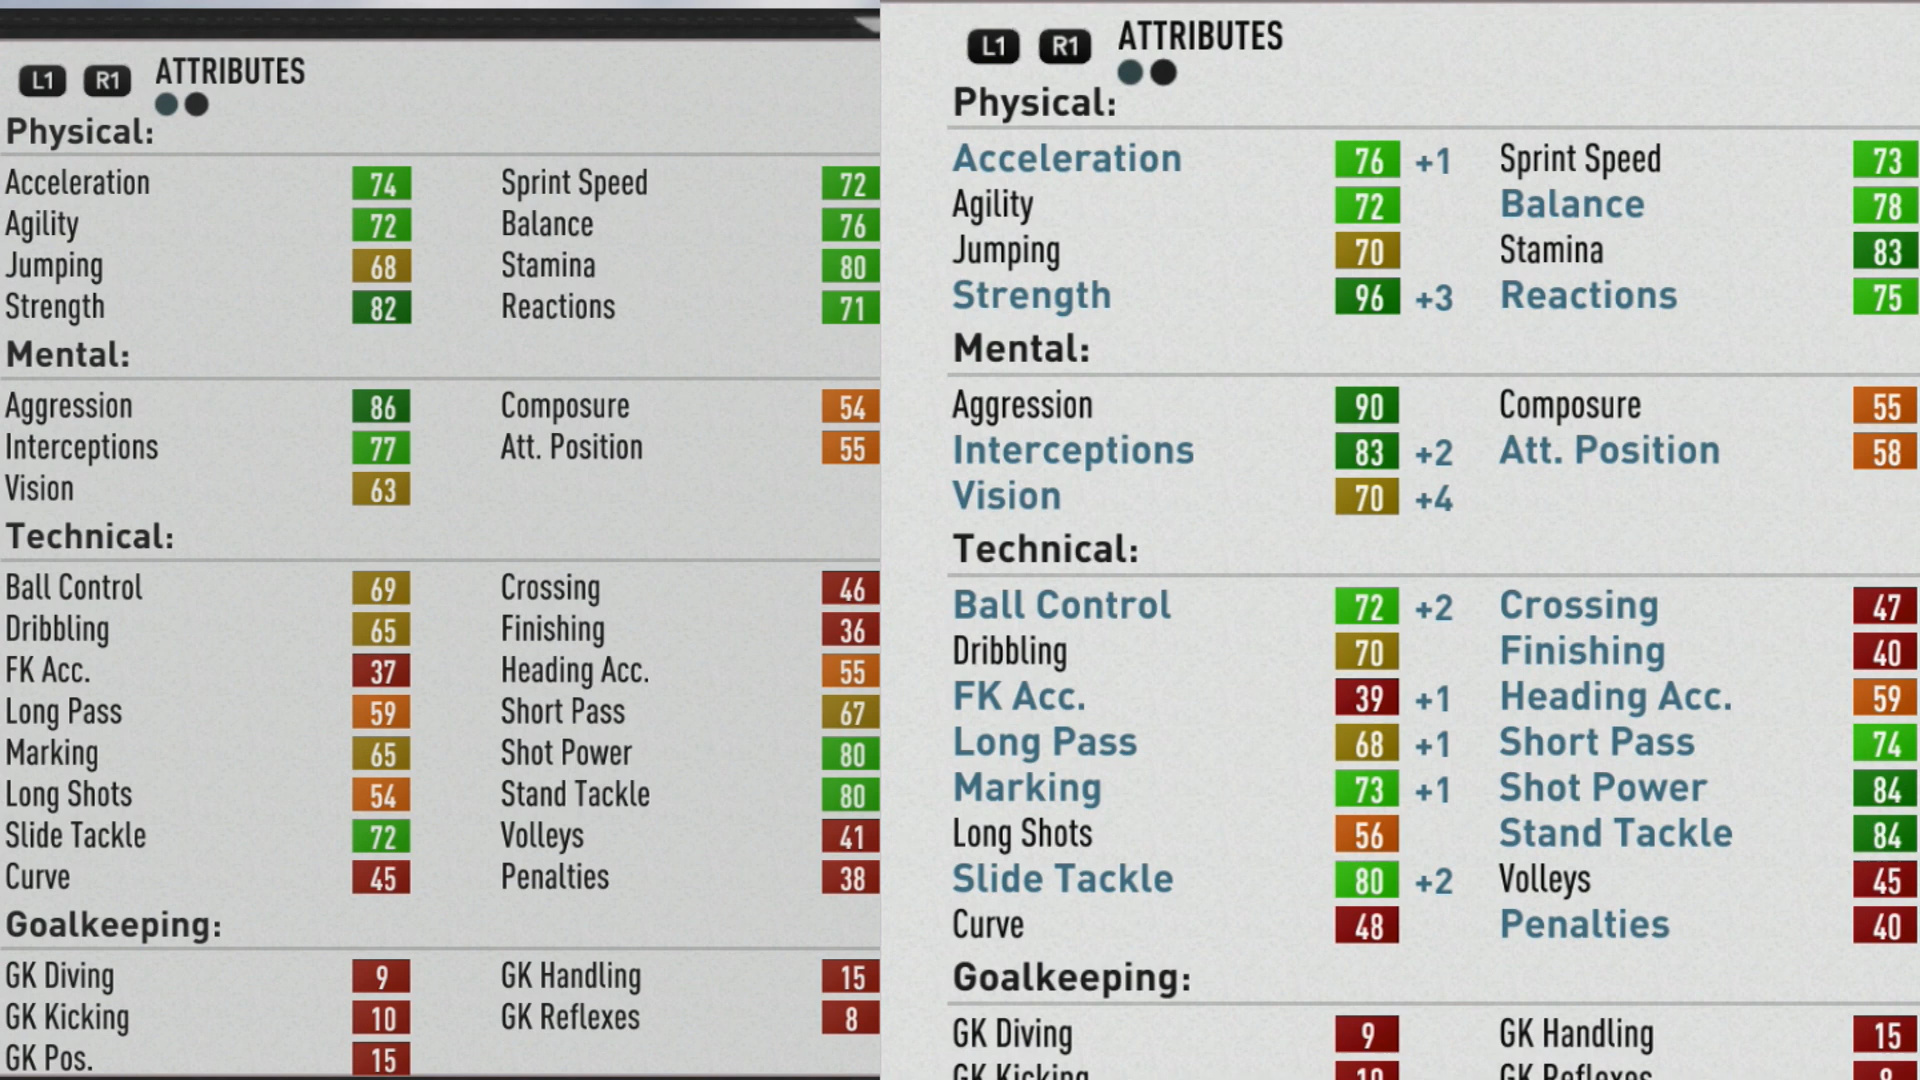 L1 R1 ATTRIBUTES
Physical:
Acceleration 74 Sprint Speed 72
Agility 72 Balance 76
Jumping 68 Stamina 80
Strength 82 Reactions 71
Mental:
Aggression 86 Composure 54
Interceptions 77 Att. Position 55
Vision 63
Technical:
Ball Control 69 Crossing 46
Dribbling 65 Finishing 36
FK Acc. 37 Heading Acc. 55
Long Pass 59 Short Pass 67
Marking 65 Shot Power 80
Long Shots 54 Stand Tackle 80
Slide Tackle 72 Volleys 41
Curve 45 Penalties 38
Goalkeeping:
GK Diving 9 GK Handling 15
GK Kicking 10 GK Reflexes 8
GK Pos. 15
L1 R1 ATTRIBUTES
Physical:
Acceleration 76 +1 Sprint Speed 73
Agility 72 Balance 78
Jumping 70 Stamina 83
Strength 96 +3 Reactions 75
Mental:
Aggression 90 Composure 55
Interceptions 83 +2 Att. Position 58
Vision 70 +4
Technical:
Ball Control 72 +2 Crossing 47
Dribbling 70 Finishing 40
FK Acc. 39 +1 Heading Acc. 59
Long Pass 68 +1 Short Pass 74
Marking 73 +1 Shot Power 84
Long Shots 56 Stand Tackle 84
Slide Tackle 80 +2 Volleys 45
Curve 48 Penalties 40
Goalkeeping:
GK Diving 9 GK Handling 15
GK Kicking 10 GK Reflexes